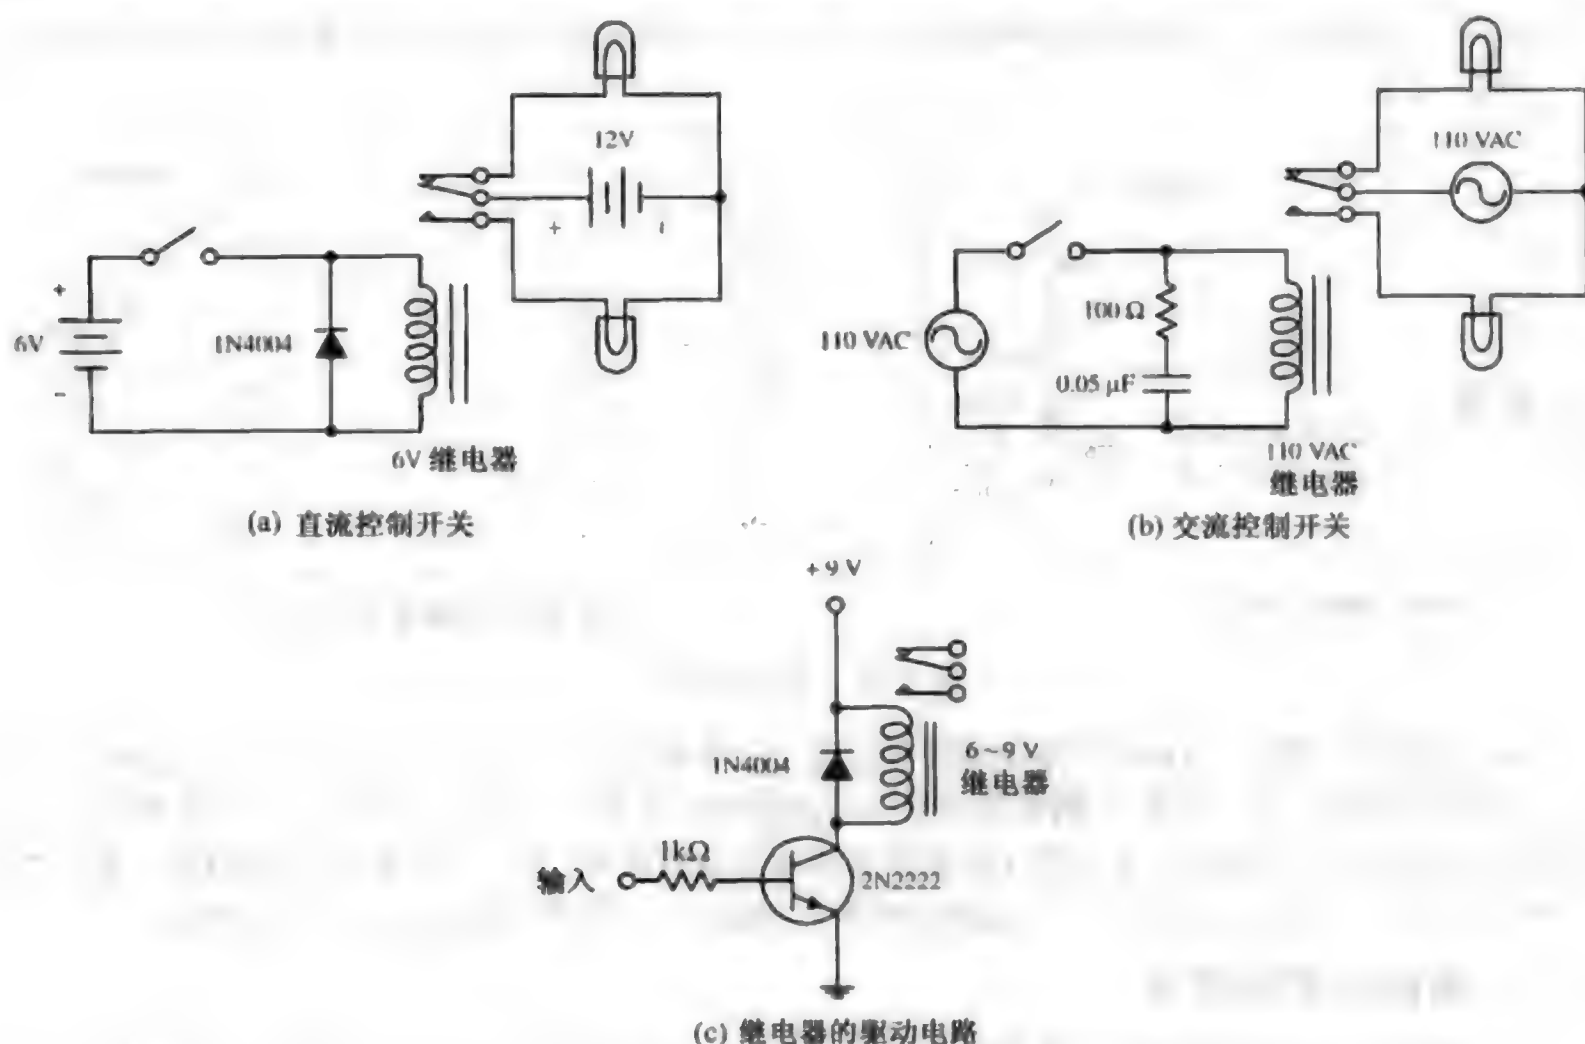 12V
+
6V
+
-
1N4004
6V 继电器
(a) 直流控制开关
110 VAC
110 VAC
100 Ω
0.05 μF
110 VAC
继电器
(b) 交流控制开关
+9 V
1N4004
6~9 V
继电器
1kΩ
输入
2N2222
(c) 继电器的驱动电路